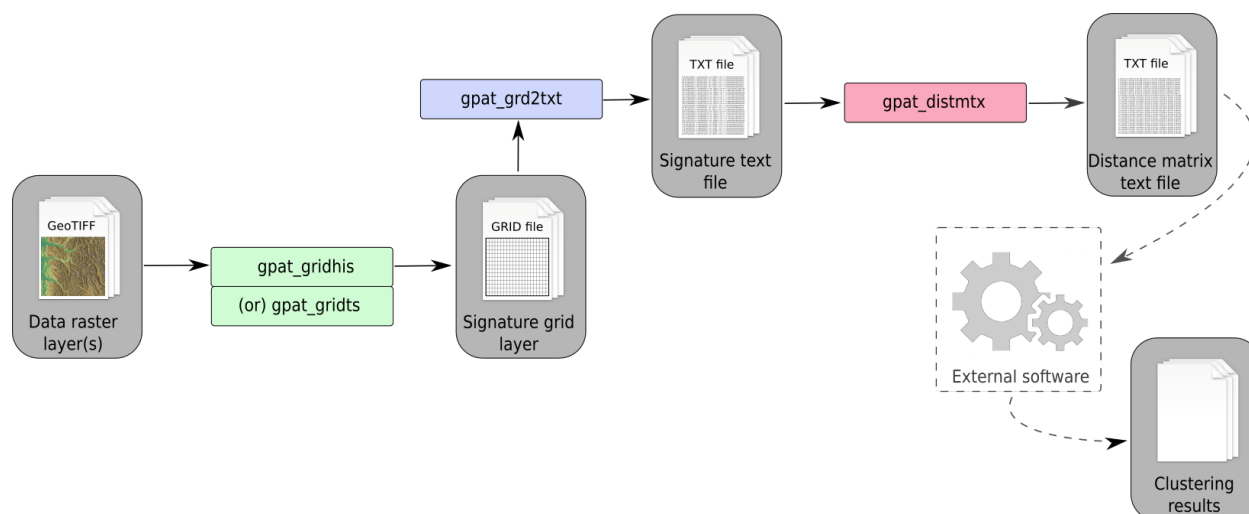 GeoTIFF
Data raster
layer(s)
gpat_gridhis
(or) gpat_gridts
GRID file
Signature grid
layer
gpat_grd2txt
TXT file
Signature text
file
gpat_distmtx
TXT file
Distance matrix
text file
External software
Clustering
results